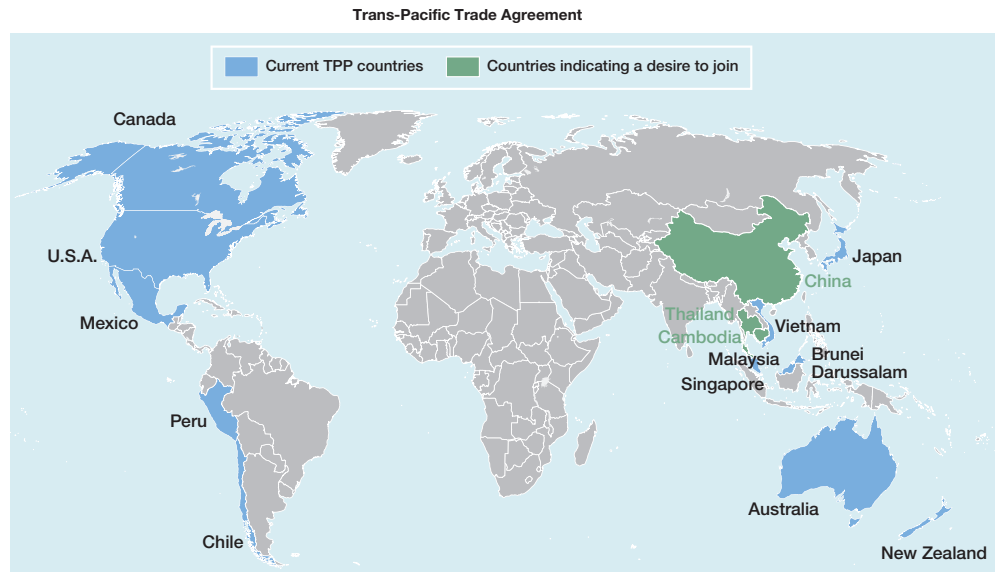 Trans-Pacific Trade Agreement
Current TPP countries
Countries indicating a desire to join
Canada
U.S.A.
Japan
China
Mexico
Thailand
Vietnam
Cambodia
Malaysia
Brunei
Darussalam
Singapore
Peru
Australia
Chile
New Zealand